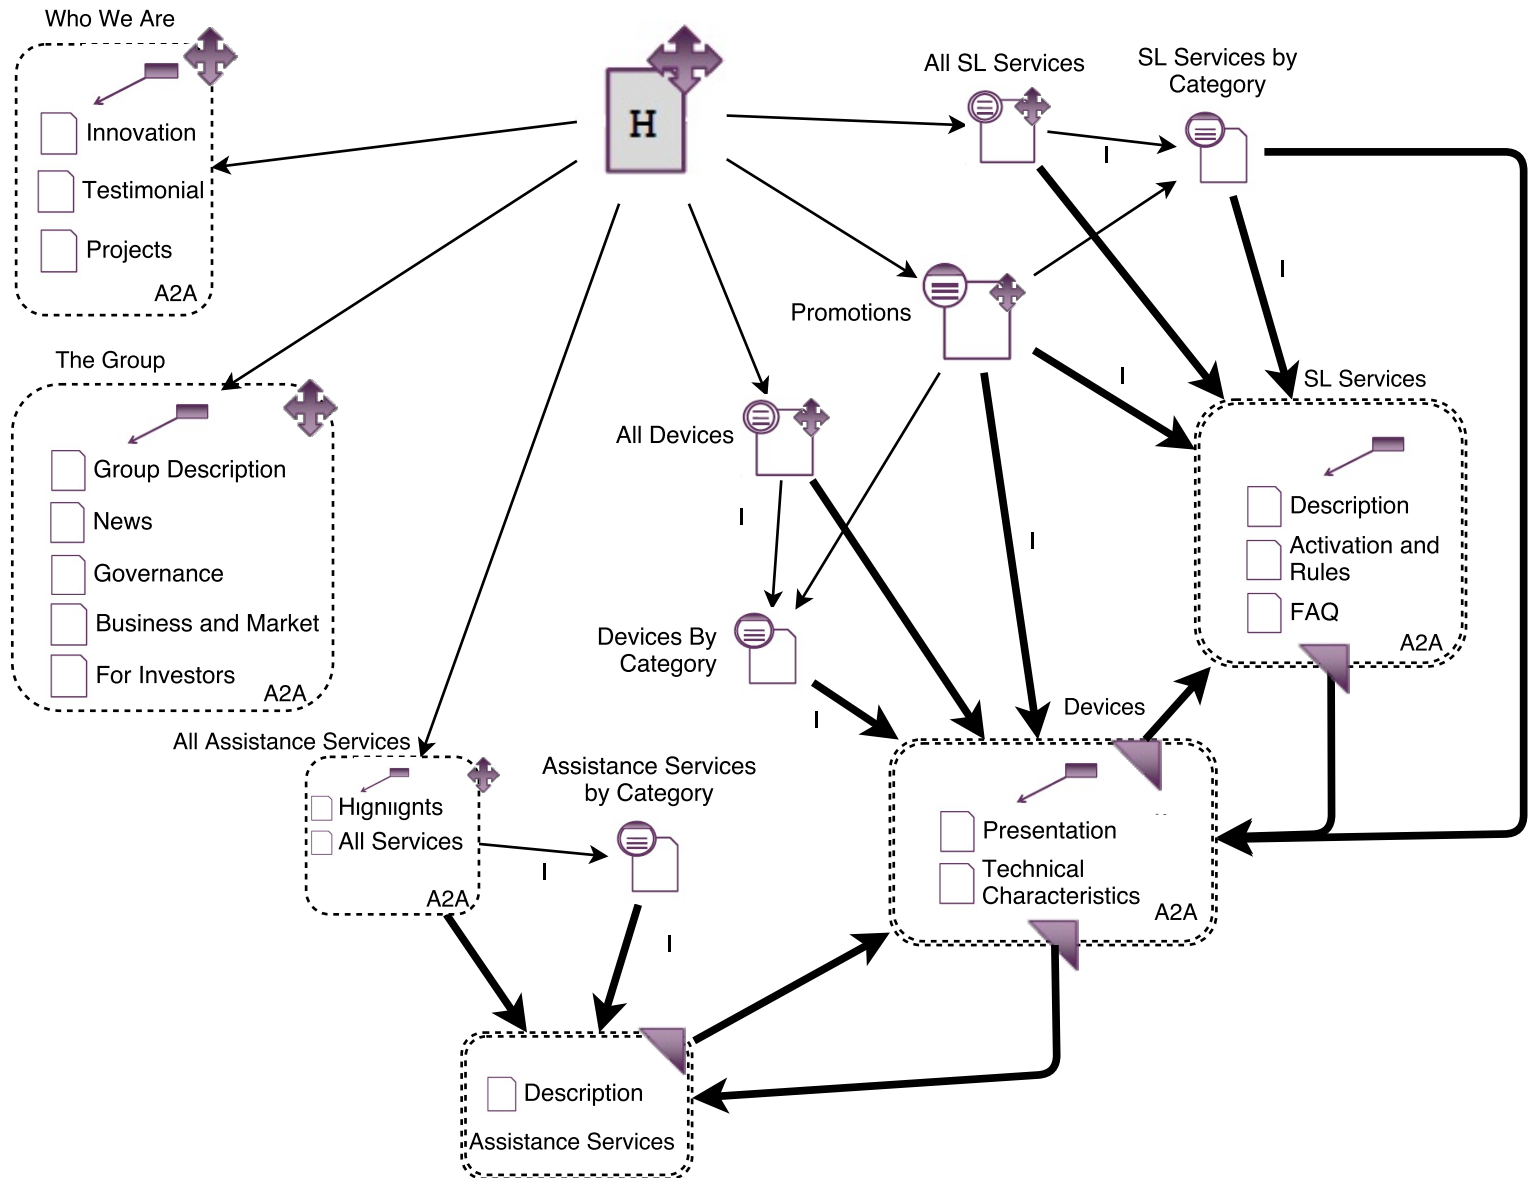 Who We Are
Innovation
Testimonial
Projects
A2A
H
All SL Services
SL Services by
Category
I
Promotions
I
I
The Group
Group Description
News
Governance
Business and Market
For Investors
A2A
All Devices
I
I
SL Services
Description
Activation and
Rules
FAQ
A2A
Devices By
Category
I
Devices
Presentation
Technical
Characteristics
A2A
All Assistance Services
Highlights
All Services
A2A
I
Assistance Services
by Category
I
Description
Assistance Services